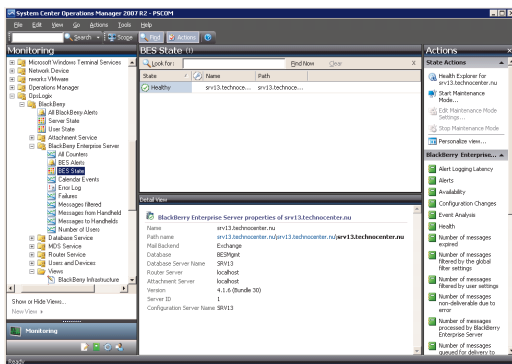 System Center Operations Manager 2007 R2 - PSCOM
File Edit View Go Actions Tools Help
Search Scope Find Actions
Monitoring
Microsoft Windows Terminal Services
Network Device
nworks VMware
Operations Manager
OpsLogix
BlackBerry
All BlackBerry Alerts
Server State
User State
Attachment Service
BlackBerry Enterprise Server
All Counters
BES Alerts
BES State
Calendar Events
Error Log
Failures
Messages filtered
Messages from Handheld
Messages to Handhelds
Number of Users
Database Service
MDS Service
Router Service
Users and Devices
Views
BlackBerry Infrastructure
Show or Hide Views...
New View
Monitoring
BES State (1)
Look for: Find Now Clear X
State Name Path
Healthy srv13.technoce... srv13.technoce...
Detail View
BlackBerry Enterprise Server properties of srv13.technocenter.nu
Name srv13.technocenter.nu
Path name srv13.technocenter.nu/srv13.technocenter.nu/srv13.technocenter.nu
Mail Backend Exchange
Database BESMgmt
Database Server Name SRV13
Router Server localhost
Attachment Server localhost
Version 4.1.6 (Bundle 30)
Server ID 1
Configuration Server Name SRV13
Actions
State Actions
Health Explorer for
srv13.technocenter.nu
Start Maintenance
Mode...
Edit Maintenance Mode
Settings...
Stop Maintenance Mode
Personalize view...
BlackBerry Enterprise...
Alert Logging Latency
Alerts
Availability
Configuration Changes
Event Analysis
Health
Number of messages
expired
Number of messages
filtered by the global
filter settings
Number of messages
filtered by user settings
Number of messages
non-deliverable due to
error
Number of messages
processed by BlackBerry
Enterprise Server
Number of messages
queued for delivery to
Ready